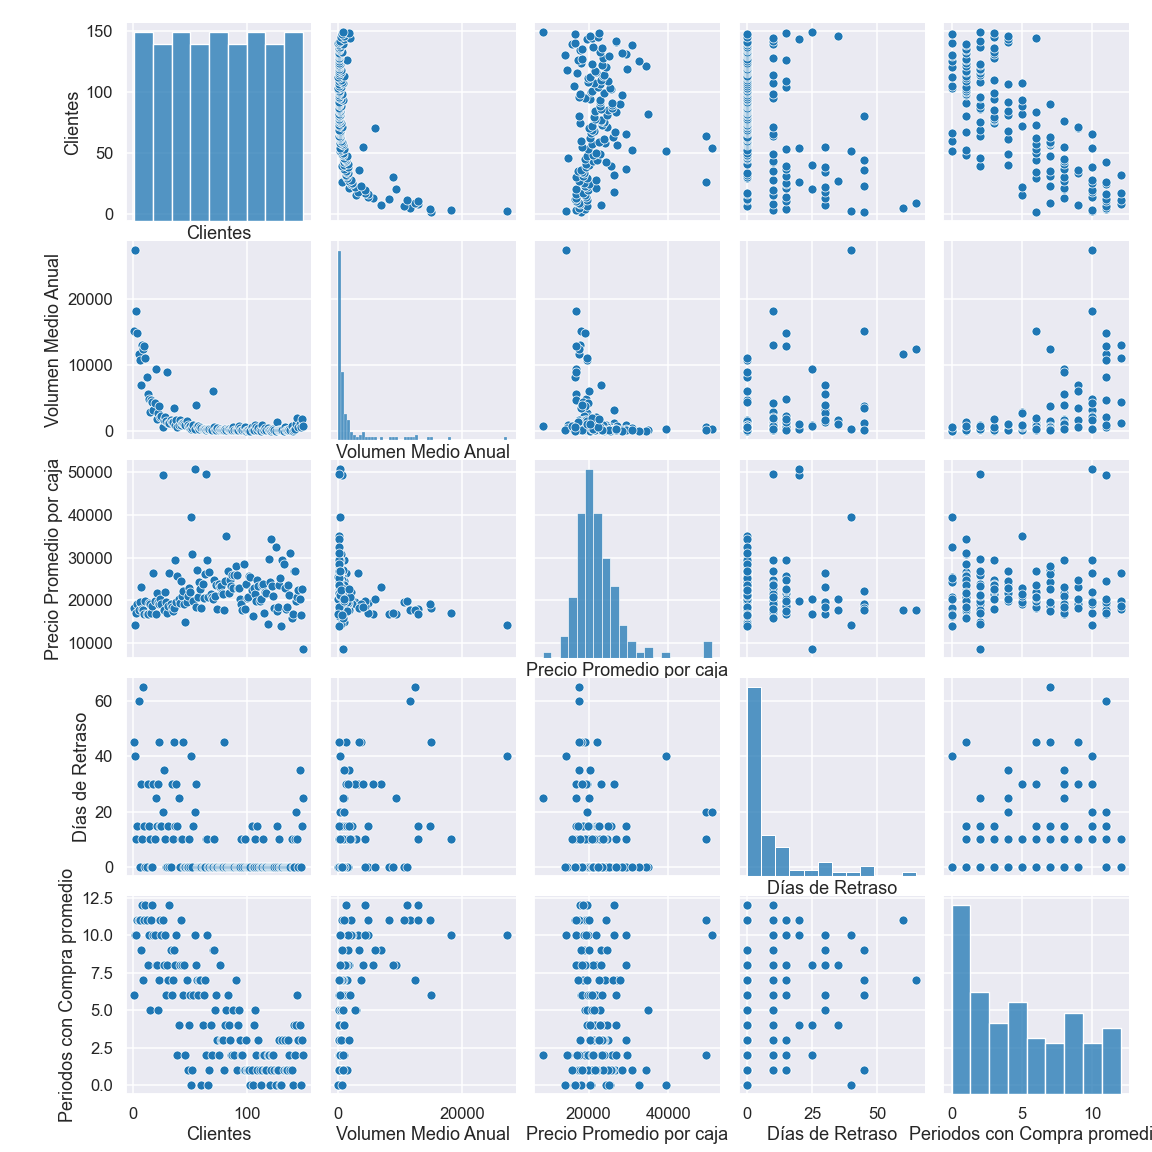 150
100
50
0
Clientes
Clientes
20000
10000
0
Volumen Medio Anual
Volumen Medio Anual
50000
40000
30000
20000
10000
Precio Promedio por caja
Precio Promedio por caja
60
40
20
0
Días de Retraso
Días de Retraso
12.5
10.0
7.5
5.0
2.5
0.0
Periodos con Compra promedio
0 100 0 20000 20000 40000 0 25 50 0 5 10
Clientes Volumen Medio Anual Precio Promedio por caja Días de Retraso Periodos con Compra promedi